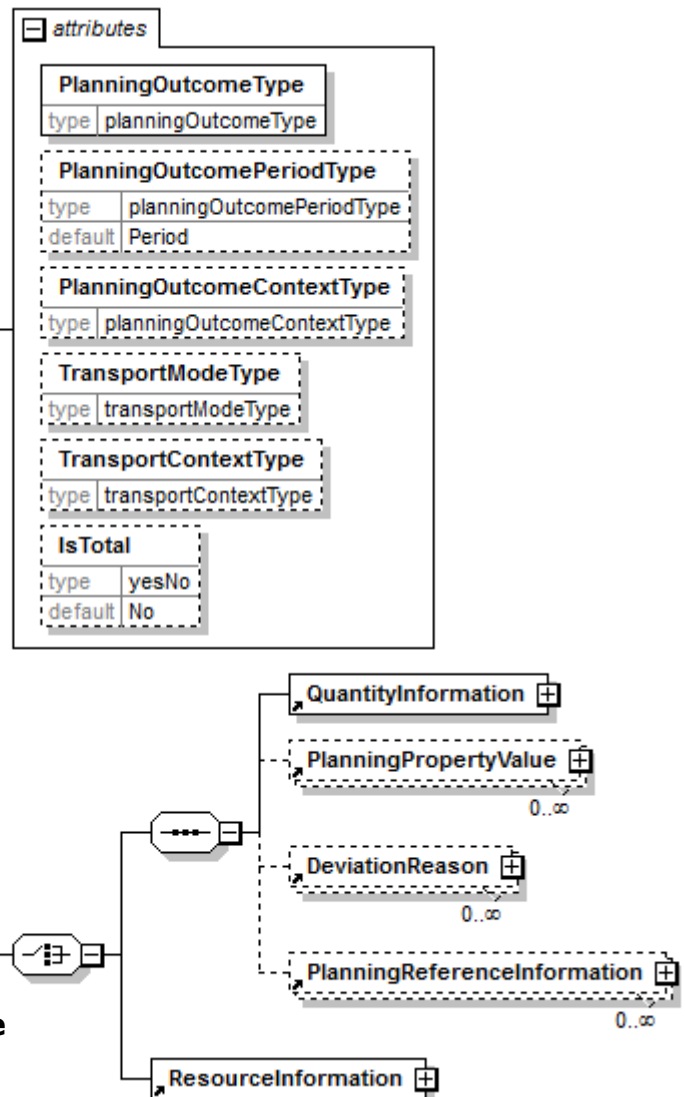 attributes
PlanningOutcomeType
type planningOutcomeType
PlanningOutcomePeriodType
type planningOutcomePeriodType
default Period
PlanningOutcomeContextType
type planningOutcomeContextType
TransportModeType
type transportModeType
TransportContextType
type transportContextType
IsTotal
type yesNo
default No
QuantityInformation
PlanningPropertyValue
0..∞
DeviationReason
0..∞
PlanningReferenceInformation
0..∞
e
ResourceInformation